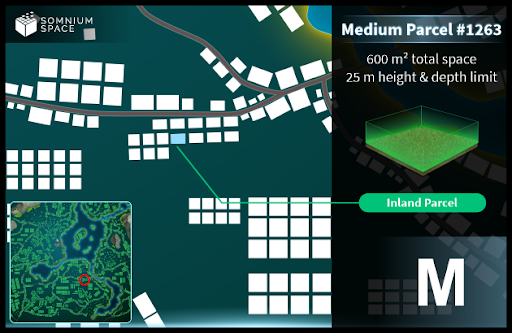 SOMNIUM
SPACE
Medium Parcel #1263
600 m² total space
25 m height & depth limit
Inland Parcel
M